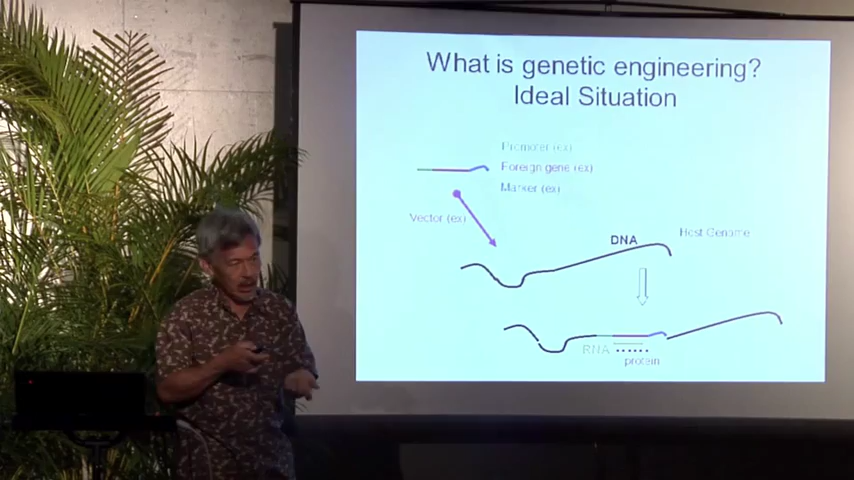 What is genetic engineering?
Ideal Situation
Promoter (ex)
Foreign gene (ex)
Marker (ex)
Vector (ex)
DNA
Host Genome
RNA
protein